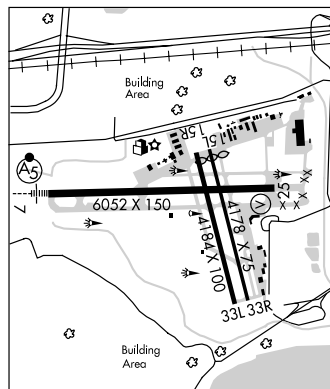 Building
Area
15R
15L
A5
7
6052 X 150
V
25
4184 X 100
4178 X 75
X X X X
33L 33R
Building
Area